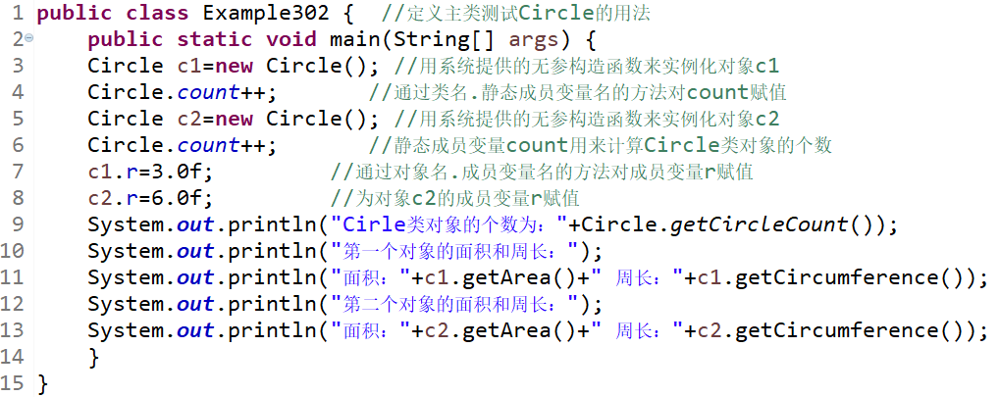 1 public class Example302 {  //定义主类测试Circle的用法
2     public static void main(String[] args) {
3     Circle c1=new Circle(); //用系统提供的无参构造函数来实例化对象c1
4     Circle.count++;       //通过类名.静态成员变量名的方法对count赋值
5     Circle c2=new Circle(); //用系统提供的无参构造函数来实例化对象c2
6     Circle.count++;       //静态成员变量count用来计算Circle类对象的个数
7     c1.r=3.0f;         //通过对象名.成员变量名的方法对成员变量r赋值
8     c2.r=6.0f;         //为对象c2的成员变量r赋值
9     System.out.println("Cirle类对象的个数为："+Circle.getCircleCount());
10    System.out.println("第一个对象的面积和周长：");
11    System.out.println("面积："+c1.getArea()+" 周长："+c1.getCircumference());
12    System.out.println("第二个对象的面积和周长：");
13    System.out.println("面积："+c2.getArea()+" 周长："+c2.getCircumference());
14    }
15 }